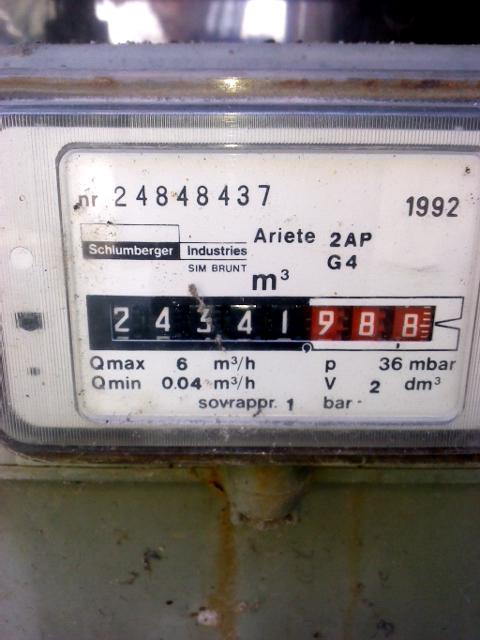 nr 24848437
1992
Schlumberger Industries
SIM BRUNT
Ariete 2AP
G4
m³
24341988
Qmax 6 m³/h p 36 mbar
Qmin 0.04 m³/h V 2 dm³
sovrappr. 1 bar